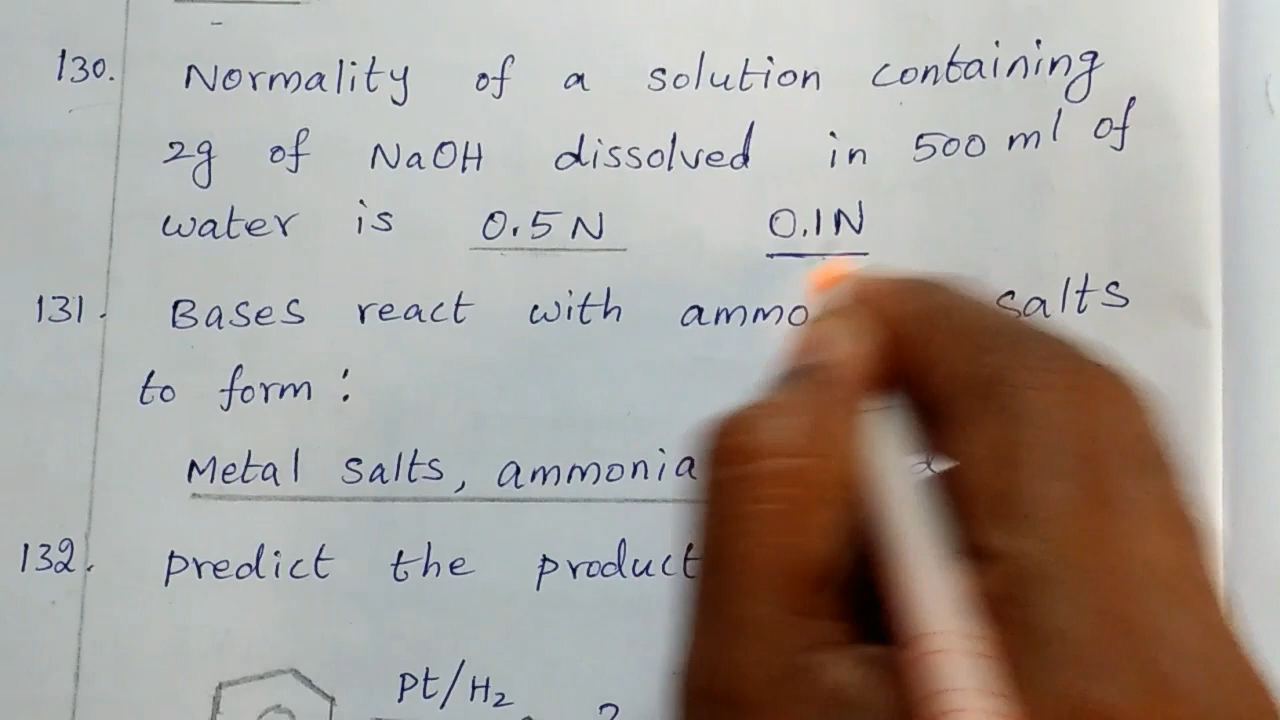 130. Normality of a solution containing
2g of NaOH dissolved in 500 ml of
water is 0.5 N 0.1N
131. Bases react with salts
to form :
Metal salts, ammonia
132. predict the product
Pt/H2
?